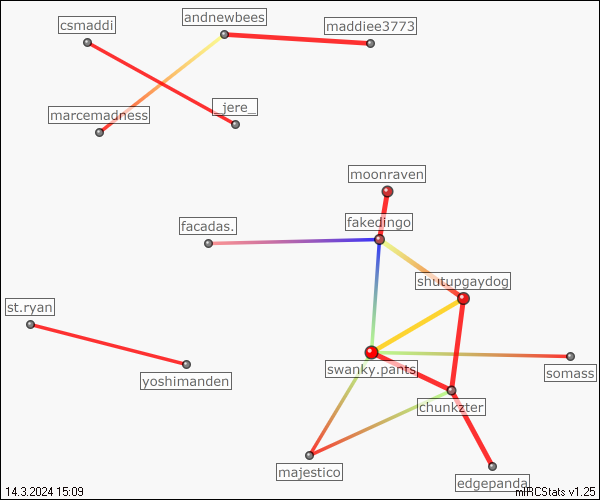 andnewbees
csmaddi
maddiee3773
_jere_
marcemadness
moonraven
fakedingo
facadas.
shutupgaydog
st.ryan
swanky.pants
somass
yoshimanden
chunkzter
majestico
edgepanda
14.3.2024 15:09
mIRCStats v1.25